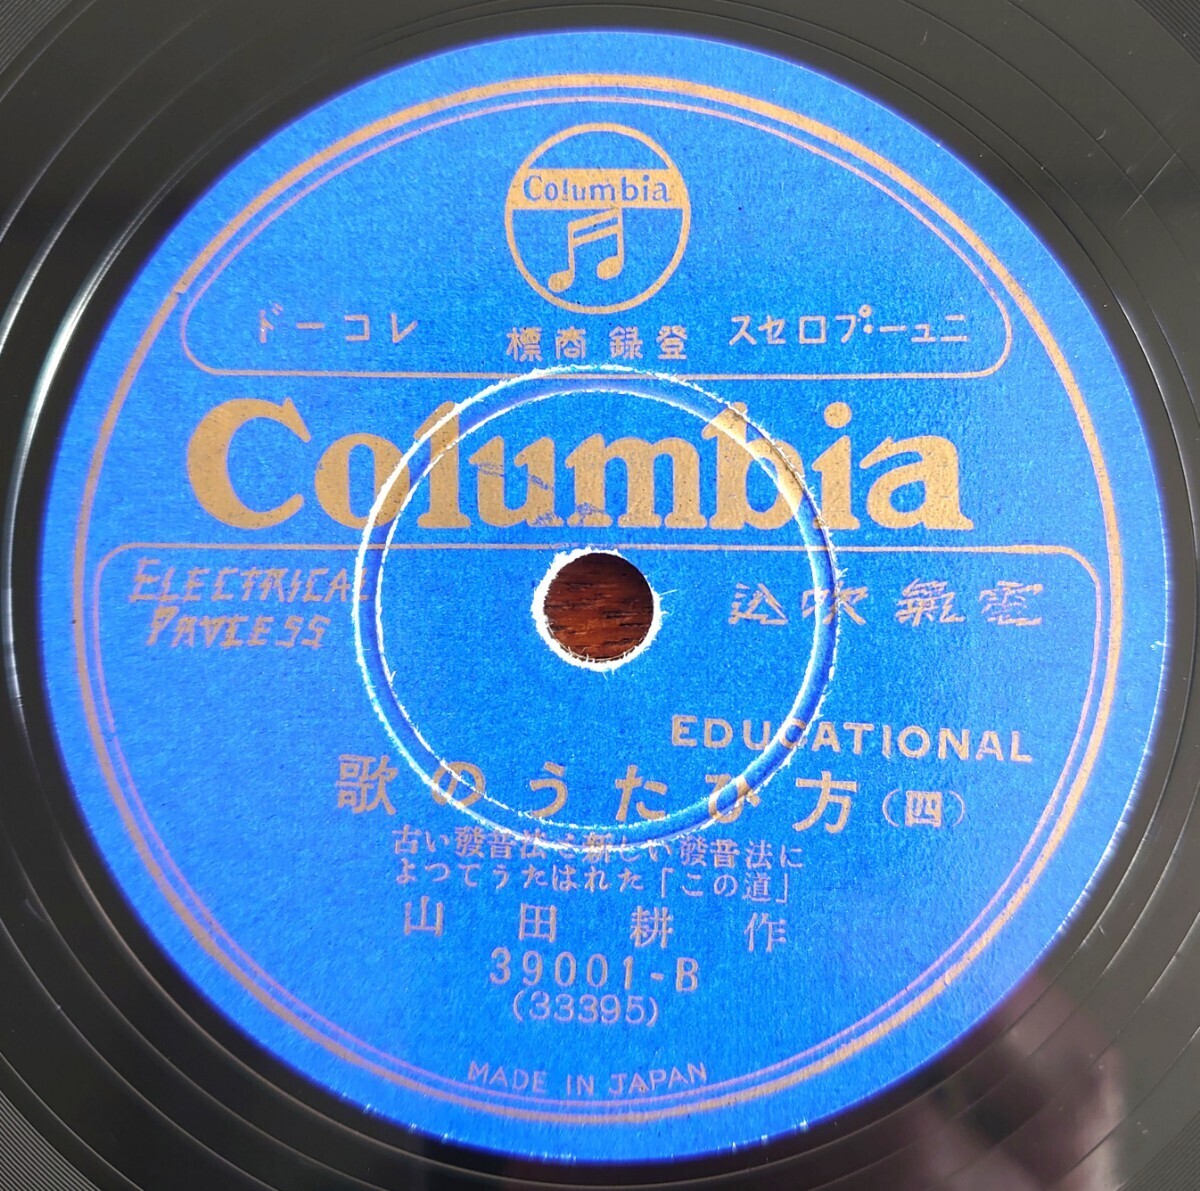 Columbia
ニュー・プロセス 登錄商標 レコード
Columbia
ELECTRICAL 電氣吹込
PROCESS
EDUCATIONAL
歌のうたひ方(四)
古い發音法と新しい發音法に
よつてうたはれた「この道」
山田耕作
39001-B
(33395)
MADE IN JAPAN